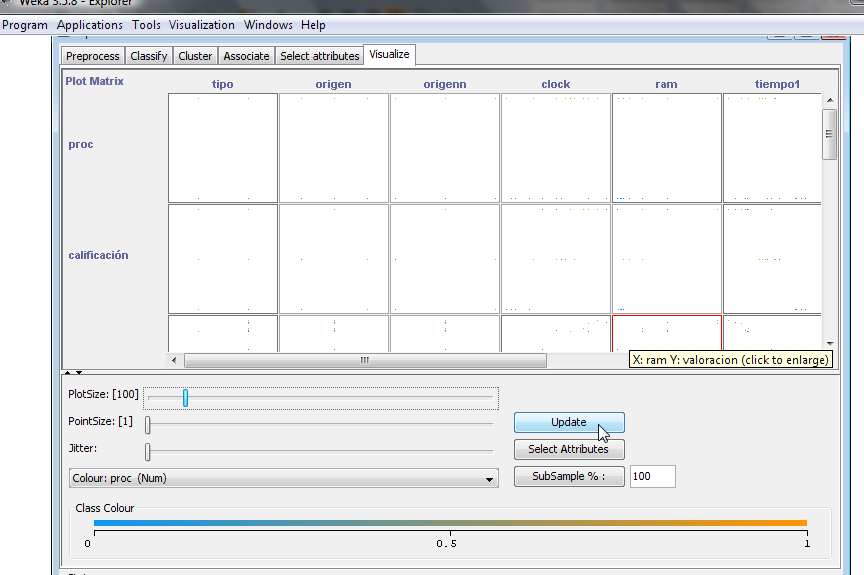 Weka 3.5.8 - Explorer
Program Applications Tools Visualization Windows Help
Preprocess Classify Cluster Associate Select attributes Visualize
Plot Matrix tipo origen origenn clock ram tiempo1
proc
calificación
X: ram Y: valoracion (click to enlarge)
PlotSize: [100]
PointSize: [1]
Update
Jitter:
Select Attributes
Colour: proc (Num)
SubSample % :
100
Class Colour
0 0.5 1